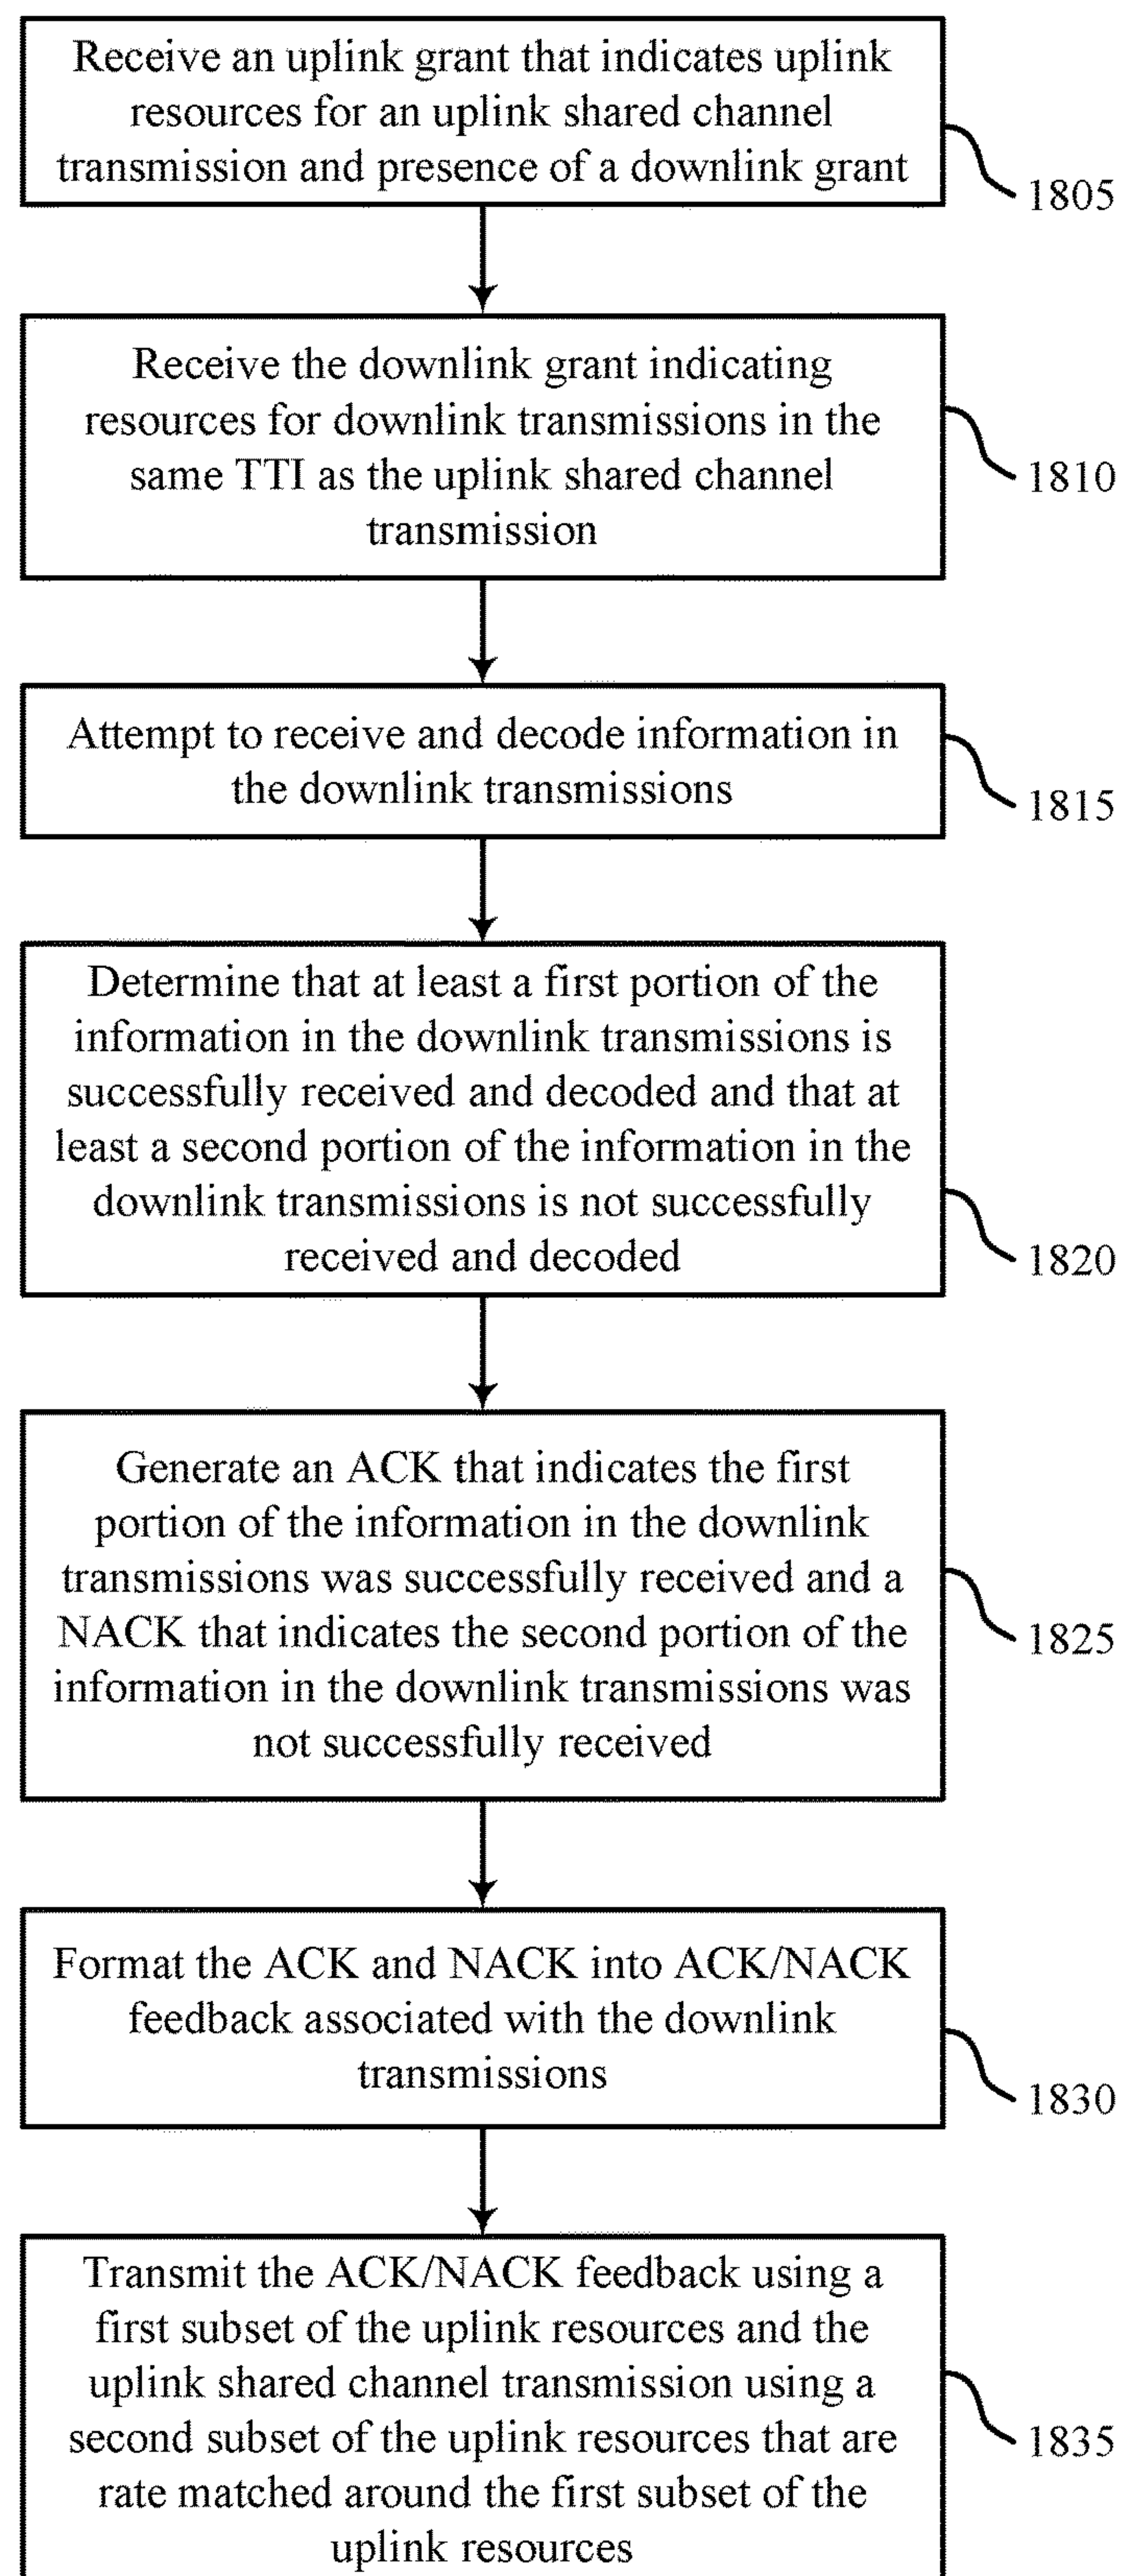 Receive an uplink grant that indicates uplink
resources for an uplink shared channel
transmission and presence of a downlink grant
1805
Receive the downlink grant indicating
resources for downlink transmissions in the
same TTI as the uplink shared channel
transmission
1810
Attempt to receive and decode information in
the downlink transmissions
1815
Determine that at least a first portion of the
information in the downlink transmissions is
successfully received and decoded and that at
least a second portion of the information in the
downlink transmissions is not successfully
received and decoded
1820
Generate an ACK that indicates the first
portion of the information in the downlink
transmissions was successfully received and a
NACK that indicates the second portion of the
information in the downlink transmissions was
not successfully received
1825
Format the ACK and NACK into ACK/NACK
feedback associated with the downlink
transmissions
1830
Transmit the ACK/NACK feedback using a
first subset of the uplink resources and the
uplink shared channel transmission using a
second subset of the uplink resources that are
rate matched around the first subset of the
uplink resources
1835